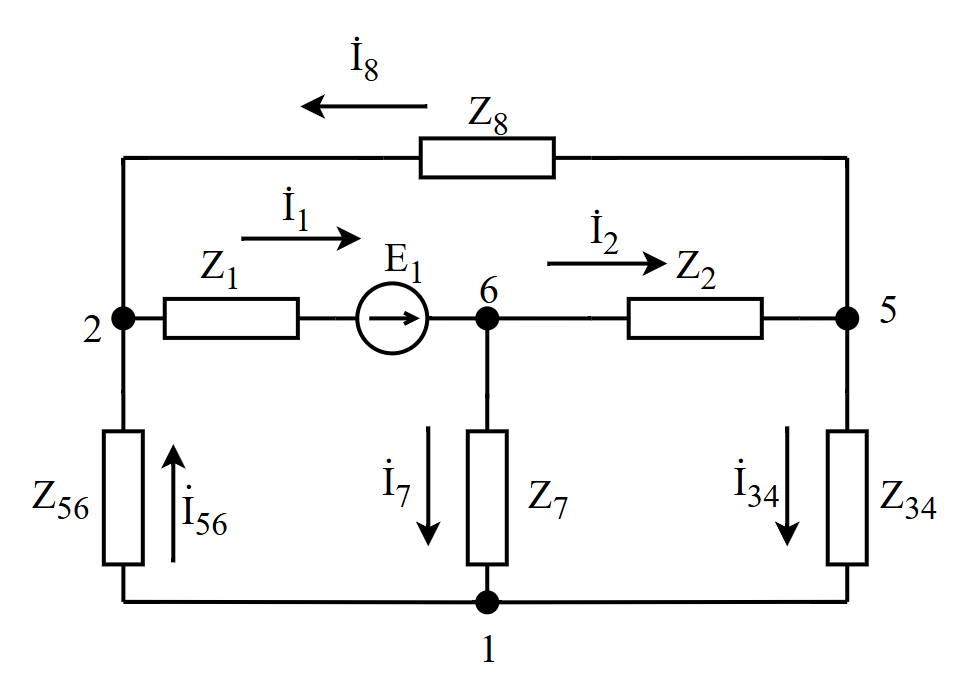 İ₈
Z₈
İ₁
İ₂
Z₁
E₁
6
Z₂
2
5
Z₅₆
İ₅₆
İ₇
Z₇
İ₃₄
Z₃₄
1